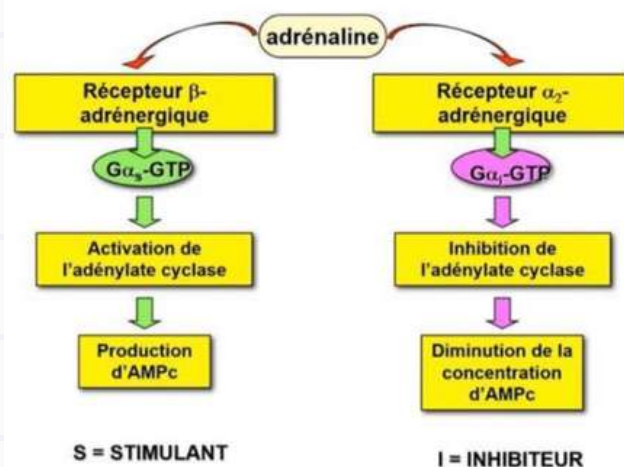 adrénaline
Récepteur β-
adrénergique
Gαs-GTP
Activation de
l'adénylate cyclase
Production
d'AMPc
S = STIMULANT
Récepteur α2-
adrénergique
Gαi-GTP
Inhibition de
l'adénylate cyclase
Diminution de la
concentration
d'AMPc
I = INHIBITEUR